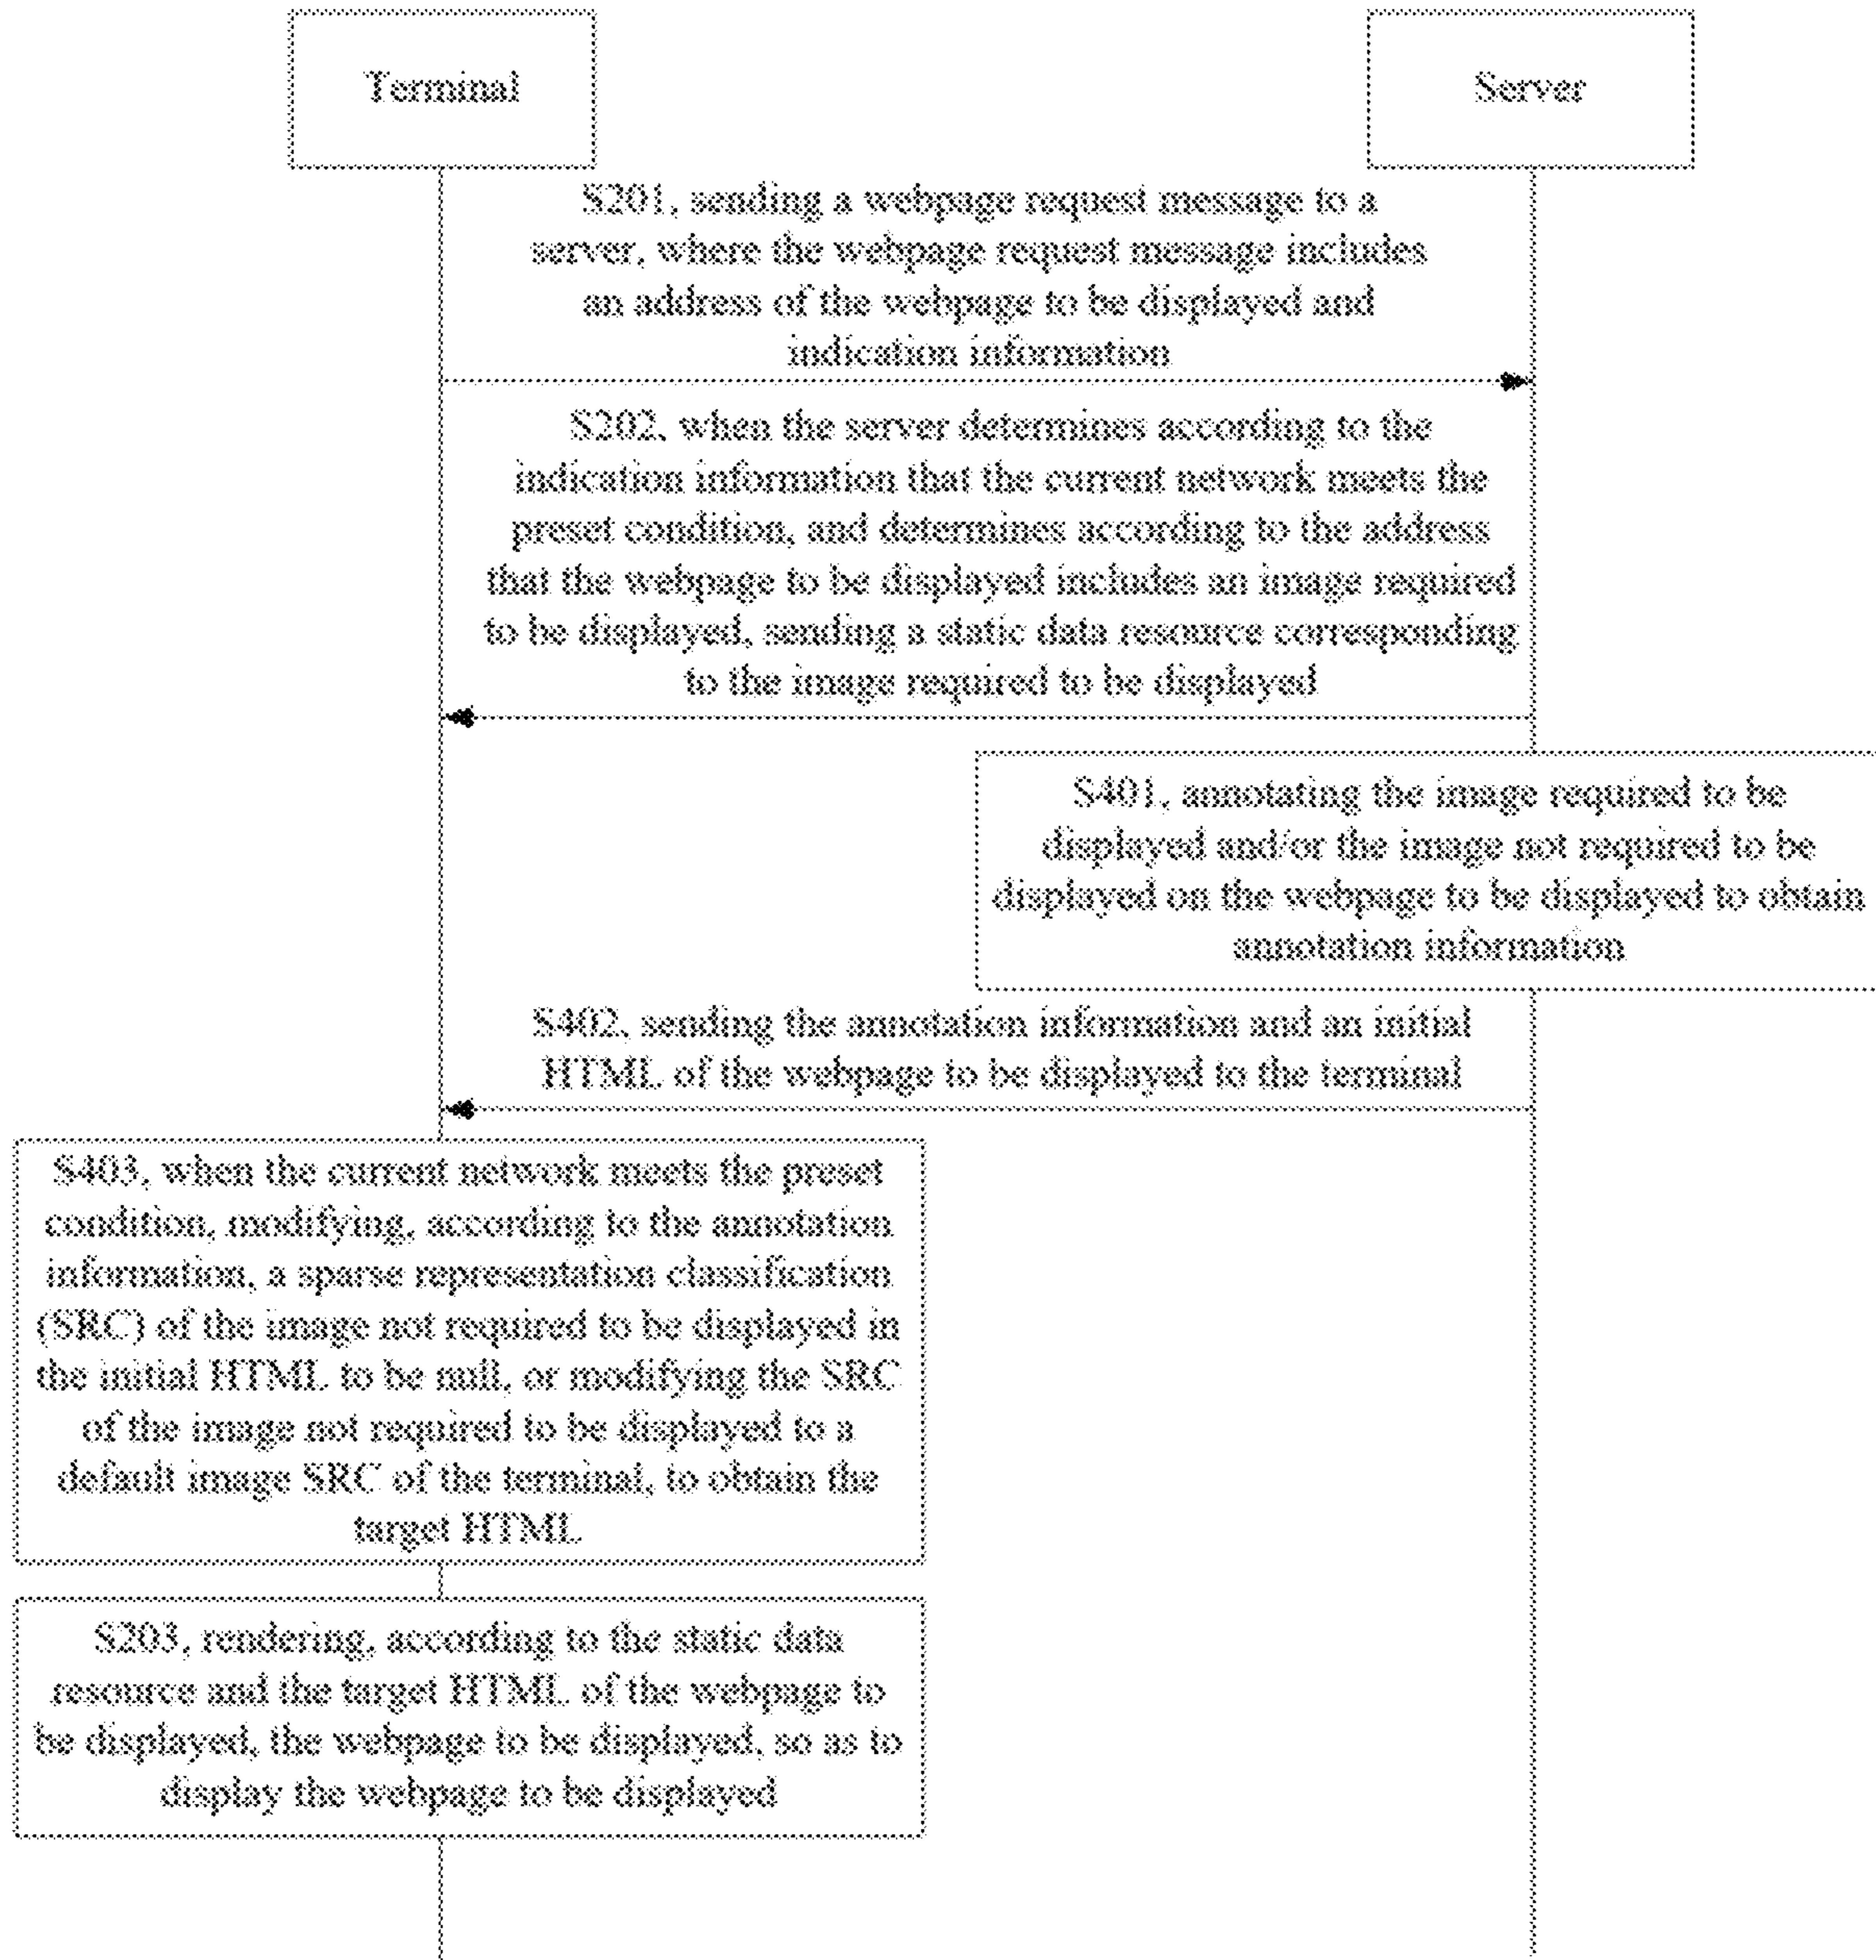 Terminal
Server
S201, sending a webpage request message to a
server, where the webpage request message includes
an address of the webpage to be displayed and
indication information
S202, when the server determines according to the
indication information that the current network meets the
preset condition, and determines according to the address
that the webpage to be displayed includes an image required
to be displayed, sending a static data resource corresponding
to the image required to be displayed
S401, annotating the image required to be
displayed and/or the image not required to be
displayed on the webpage to be displayed to obtain
annotation information
S402, sending the annotation information and an initial
HTML of the webpage to be displayed to the terminal
S403, when the current network meets the preset
condition, modifying, according to the annotation
information, a sparse representation classification
(SRC) of the image not required to be displayed in
the initial HTML to be null, or modifying the SRC
of the image not required to be displayed to a
default image SRC of the terminal, to obtain the
target HTML
S203, rendering, according to the static data
resource and the target HTML of the webpage to
be displayed, the webpage to be displayed, so as to
display the webpage to be displayed